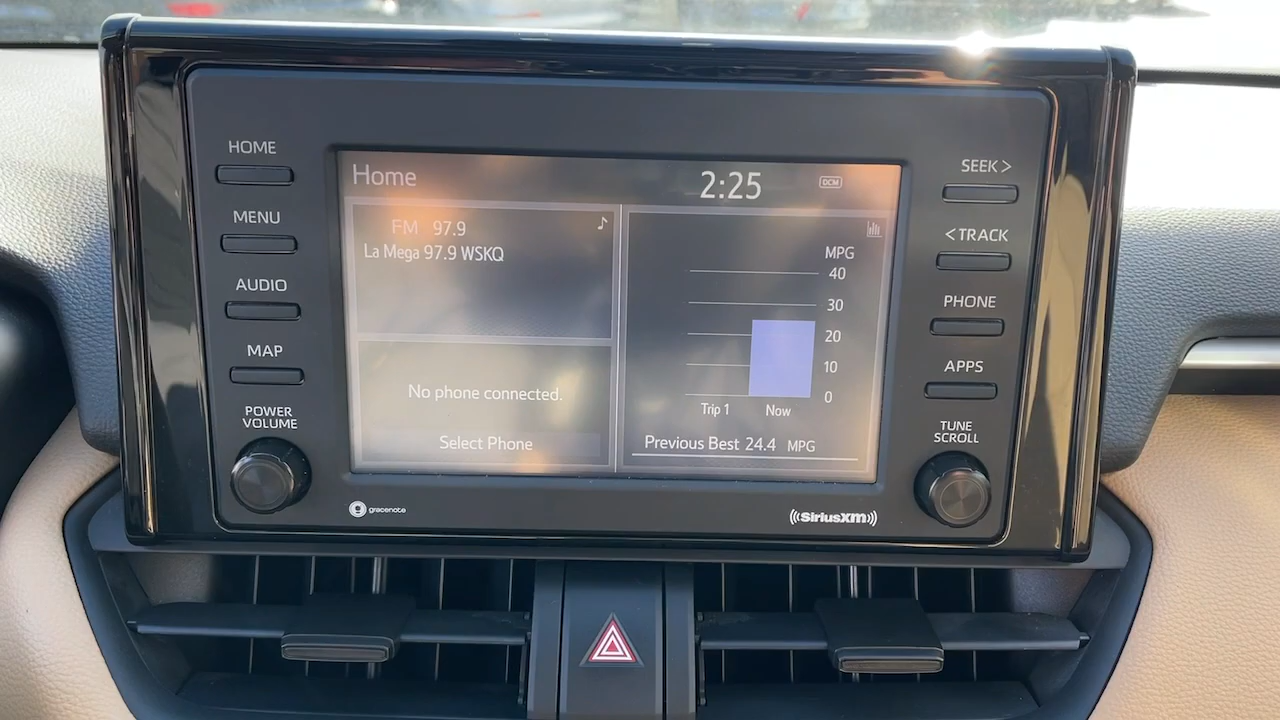 HOME
MENU
AUDIO
MAP
POWER
VOLUME
Home
2:25
DCM
FM 97.9
La Mega 97.9 WSKQ
No phone connected.
Select Phone
MPG
40
30
20
10
0
Trip 1 Now
Previous Best 24.4 MPG
SEEK >
< TRACK
PHONE
APPS
TUNE
SCROLL
gracenote
((SiriusXM))